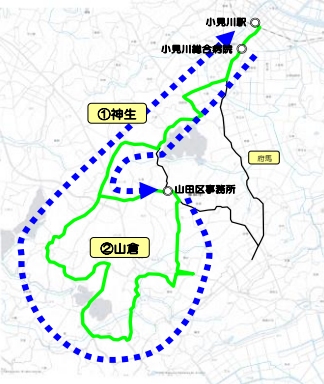 小見川駅
小見川総合病院
①神生
府馬
山田区事務所
②山倉